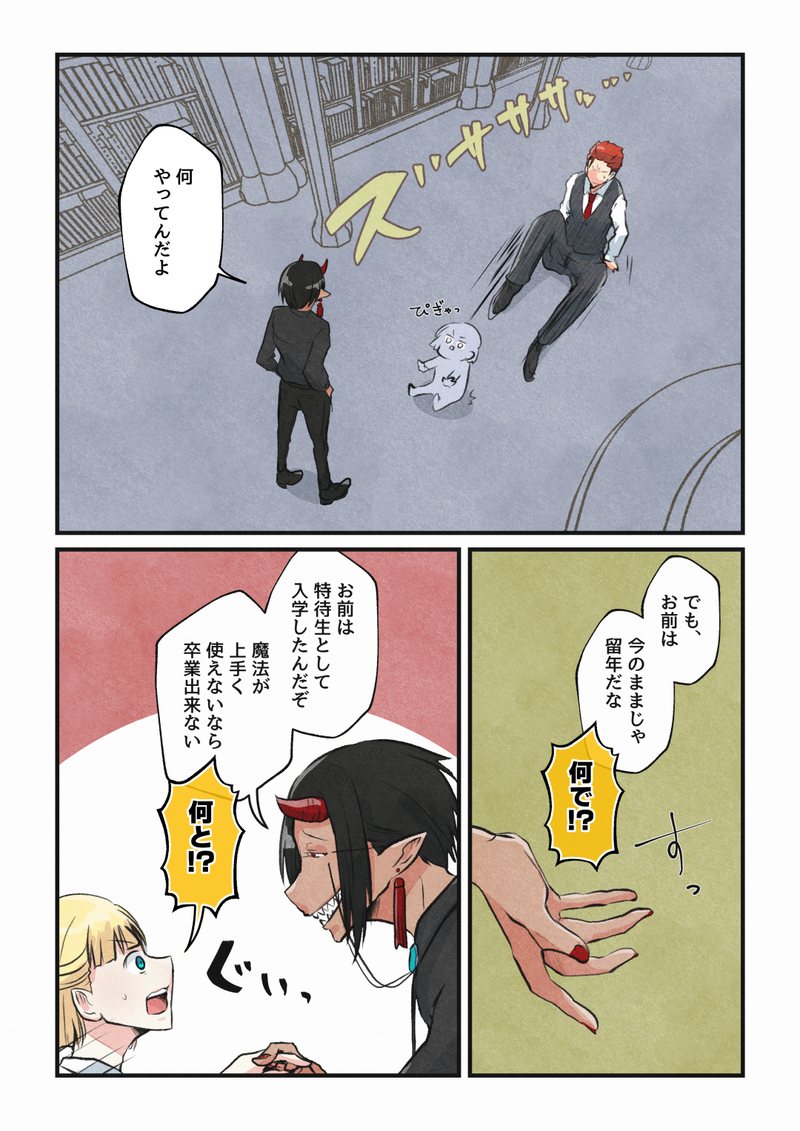 何
やってんだよ
ズザササササッ…
ぴぎゃっ
でも、
お前は
今のままじゃ
留年だな
何で!?
すっ
お前は
特待生として
入学したんだぞ
魔法が
上手く
使えないなら
卒業出来ない
何と!?
ぐいっ